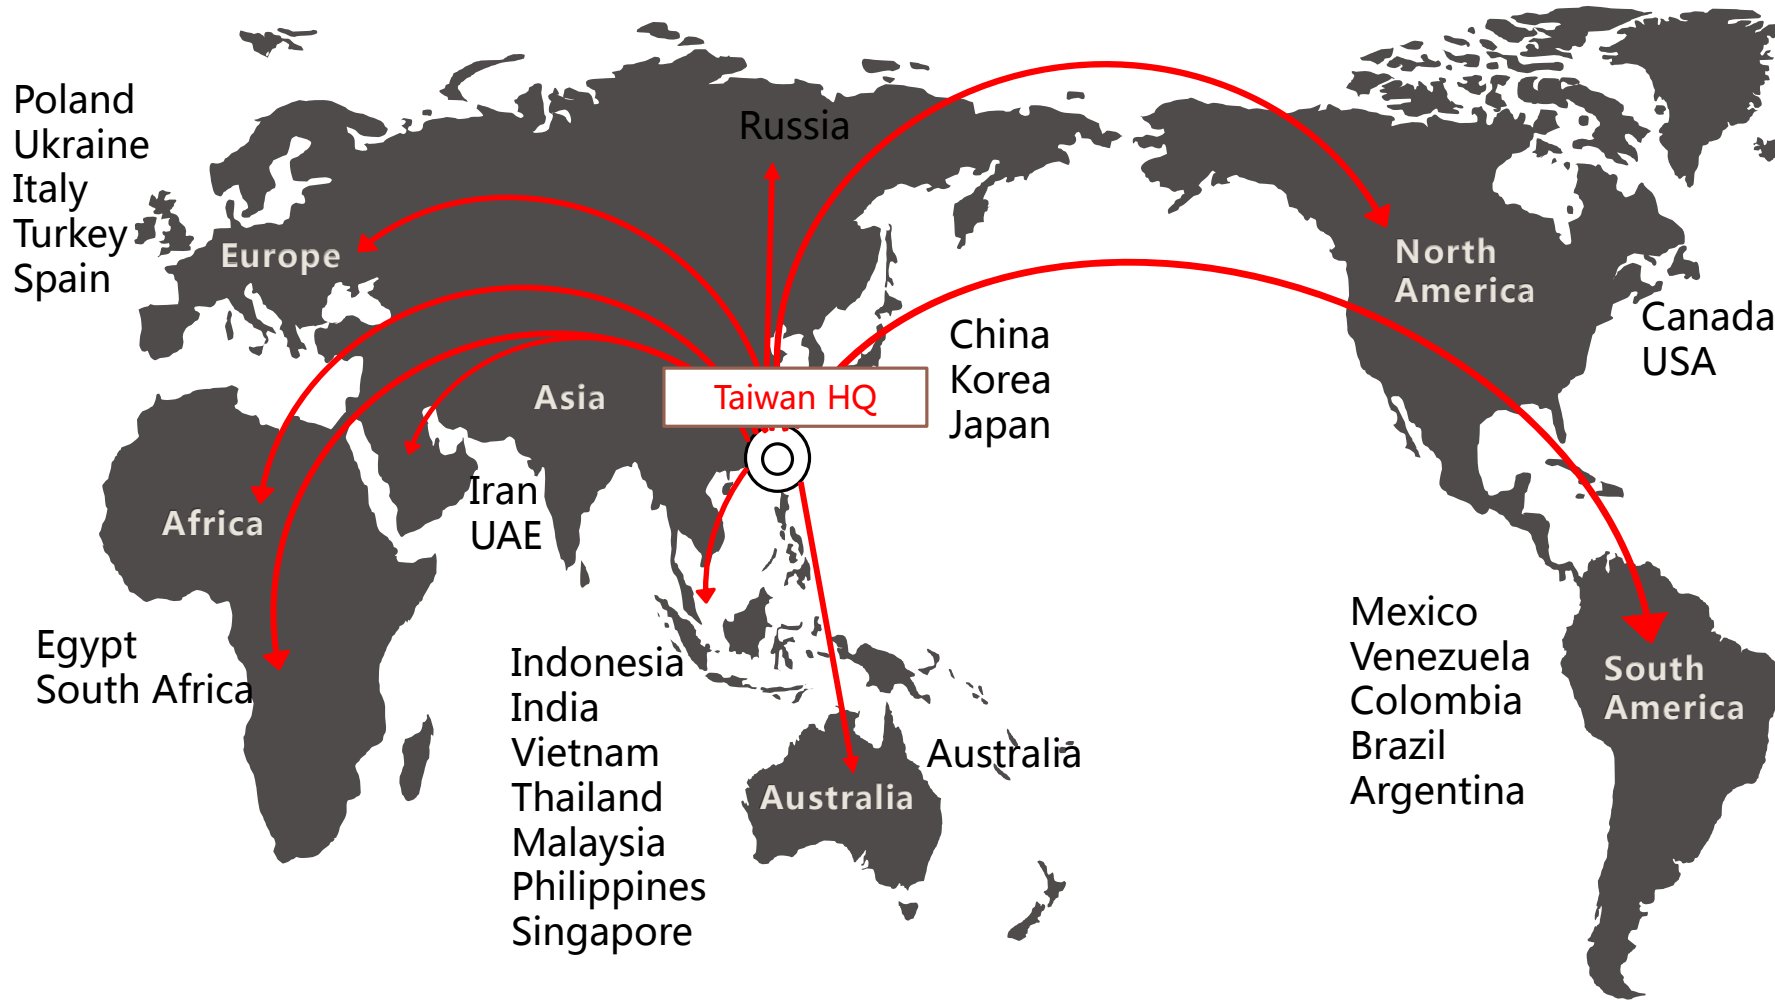 Poland
Ukraine
Italy
Turkey
Spain
Europe
Russia
North
America
Canada
USA
China
Korea
Japan
Asia
Taiwan HQ
Iran
UAE
Africa
Egypt
South Africa
Indonesia
India
Vietnam
Thailand
Malaysia
Philippines
Singapore
Australia
Australia
Mexico
Venezuela
Colombia
Brazil
Argentina
South
America